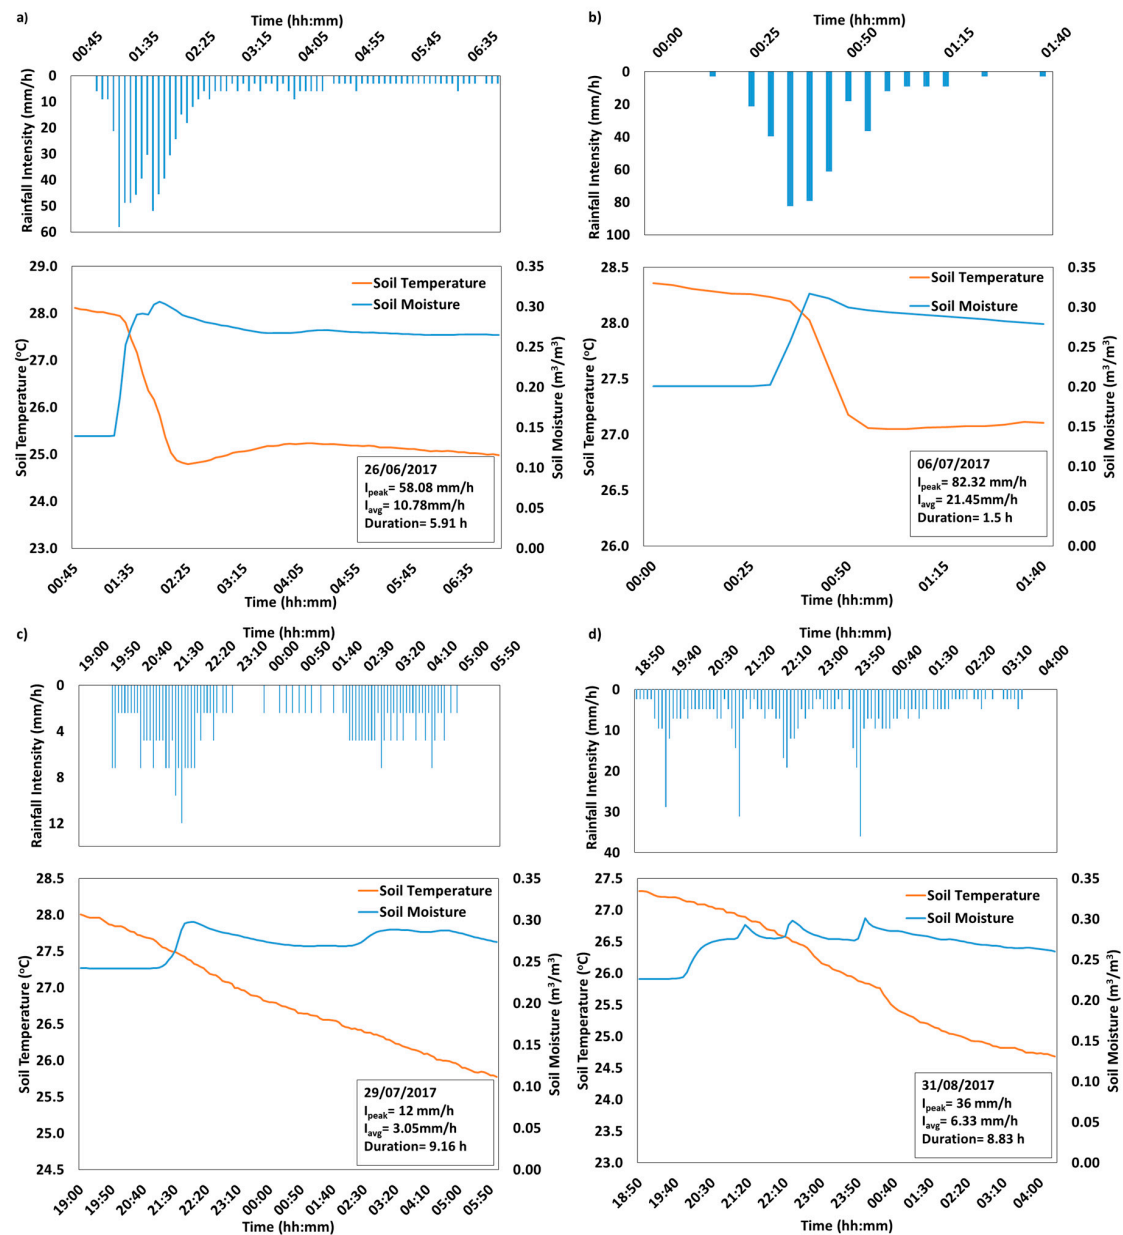 a)
Time (hh:mm)
00:45 01:35 02:25 03:15 04:05 04:55 05:45 06:35
Rainfall Intensity (mm/h)
0
10
20
30
40
50
60
29.0
28.0
27.0
26.0
25.0
24.0
23.0
Soil Temperature (°C)
Soil Temperature
Soil Moisture
0.35
0.30
0.25
0.20
0.15
0.10
0.05
0.00
Soil Moisture (m³/m³)
26/06/2017
Ipeak= 58.08 mm/h
Iavg= 10.78mm/h
Duration= 5.91 h
00:45 01:35 02:25 03:15 04:05 04:55 05:45 06:35
Time (hh:mm)
b)
Time (hh:mm)
00:00 00:25 00:50 01:15 01:40
Rainfall Intensity (mm/h)
0
20
40
60
80
100
28.5
28.0
27.5
27.0
26.5
26.0
Soil Temperature (°C)
Soil Temperature
Soil Moisture
0.35
0.30
0.25
0.20
0.15
0.10
0.05
0.00
Soil Moisture (m³/m³)
06/07/2017
Ipeak= 82.32 mm/h
Iavg= 21.45mm/h
Duration= 1.5 h
00:00 00:25 00:50 01:15 01:40
Time (hh:mm)
c)
Time (hh:mm)
19:00 19:50 20:40 21:30 22:20 23:10 00:00 00:50 01:40 02:30 03:20 04:10 05:00 05:50
Rainfall Intensity (mm/h)
0
4
8
12
28.5
28.0
27.5
27.0
26.5
26.0
25.5
25.0
24.5
Soil Temperature (°C)
Soil Temperature
Soil Moisture
0.35
0.30
0.25
0.20
0.15
0.10
0.05
0.00
Soil Moisture (m³/m³)
29/07/2017
Ipeak= 12 mm/h
Iavg= 3.05mm/h
Duration= 9.16 h
19:00 19:50 20:40 21:30 22:20 23:10 00:00 00:50 01:40 02:30 03:20 04:10 05:00 05:50
Time (hh:mm)
d)
Time (hh:mm)
18:50 19:40 20:30 21:20 22:10 23:00 23:50 00:40 01:30 02:20 03:10 04:00
Rainfall Intensity (mm/h)
0
10
20
30
40
27.5
27.0
26.5
26.0
25.5
25.0
24.5
24.0
23.5
23.0
Soil Temperature (°C)
Soil Temperature
Soil Moisture
0.35
0.30
0.25
0.20
0.15
0.10
0.05
0.00
Soil Moisture (m³/m³)
31/08/2017
Ipeak= 36 mm/h
Iavg= 6.33 mm/h
Duration= 8.83 h
18:50 19:40 20:30 21:20 22:10 23:00 23:50 00:40 01:30 02:20 03:10 04:00
Time (hh:mm)